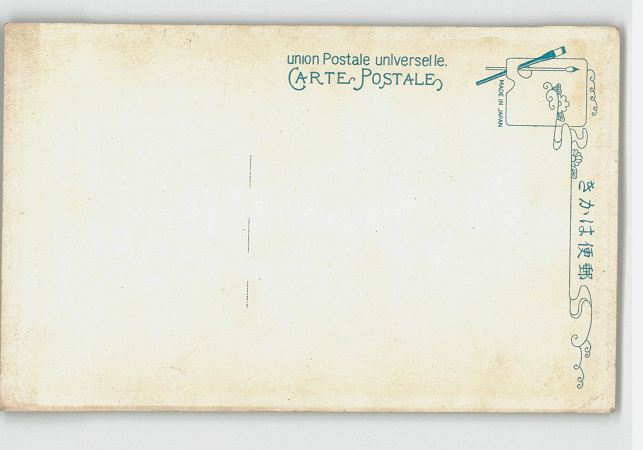 union Postale universelle.
CARTE POSTALE
MADE IN JAPAN
きかは便郵